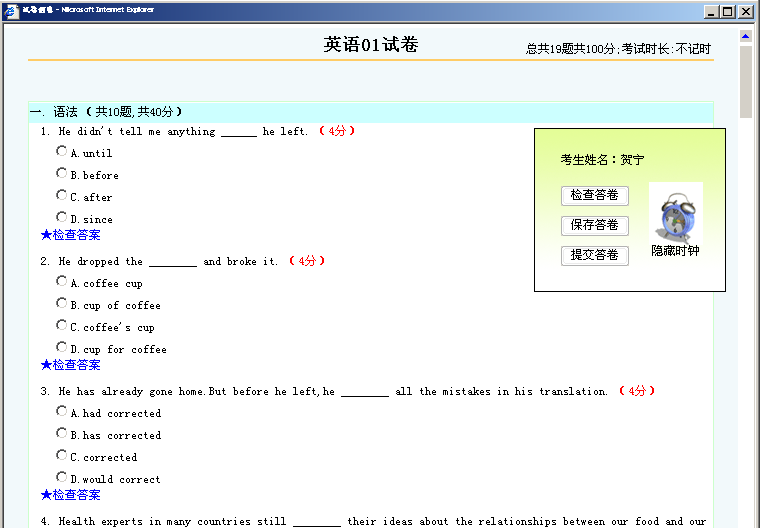 试卷信息 - Microsoft Internet Explorer
英语01试卷
总共19题共100分;考试时长:不记时
一. 语法 ( 共10题,共40分 )
1. He didn't tell me anything ______ he left. ( 4分 )
A.until
B.before
C.after
D.since
★检查答案
2. He dropped the ________ and broke it. ( 4分 )
A.coffee cup
B.cup of coffee
C.coffee's cup
D.cup for coffee
★检查答案
3. He has already gone home.But before he left,he ________ all the mistakes in his translation. ( 4分 )
A.had corrected
B.has corrected
C.corrected
D.would correct
★检查答案
4. Health experts in many countries still ________ their ideas about the relationships between our food and our
考生姓名：贺宁
检查答卷
保存答卷
提交答卷
隐藏时钟